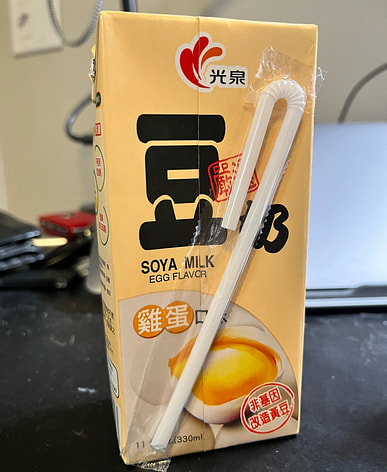 光泉
豆
奶
SOYA MILK
EGG FLAVOR
雞蛋口味
非基因
改造黃豆
(330ml